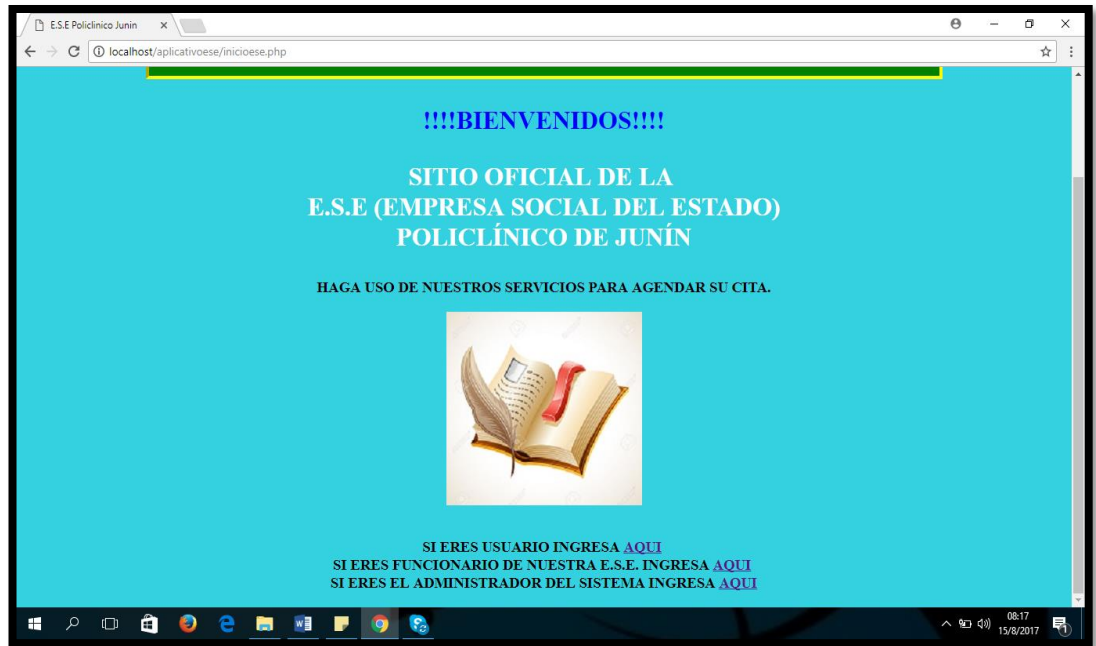 E.S.E Policlinico Junin
localhost/aplicativoese/inicioese.php
!!!!BIENVENIDOS!!!!
SITIO OFICIAL DE LA
E.S.E (EMPRESA SOCIAL DEL ESTADO)
POLICLÍNICO DE JUNÍN
HAGA USO DE NUESTROS SERVICIOS PARA AGENDAR SU CITA.
SI ERES USUARIO INGRESA AQUI
SI ERES FUNCIONARIO DE NUESTRA E.S.E. INGRESA AQUI
SI ERES EL ADMINISTRADOR DEL SISTEMA INGRESA AQUI
08:17
15/8/2017